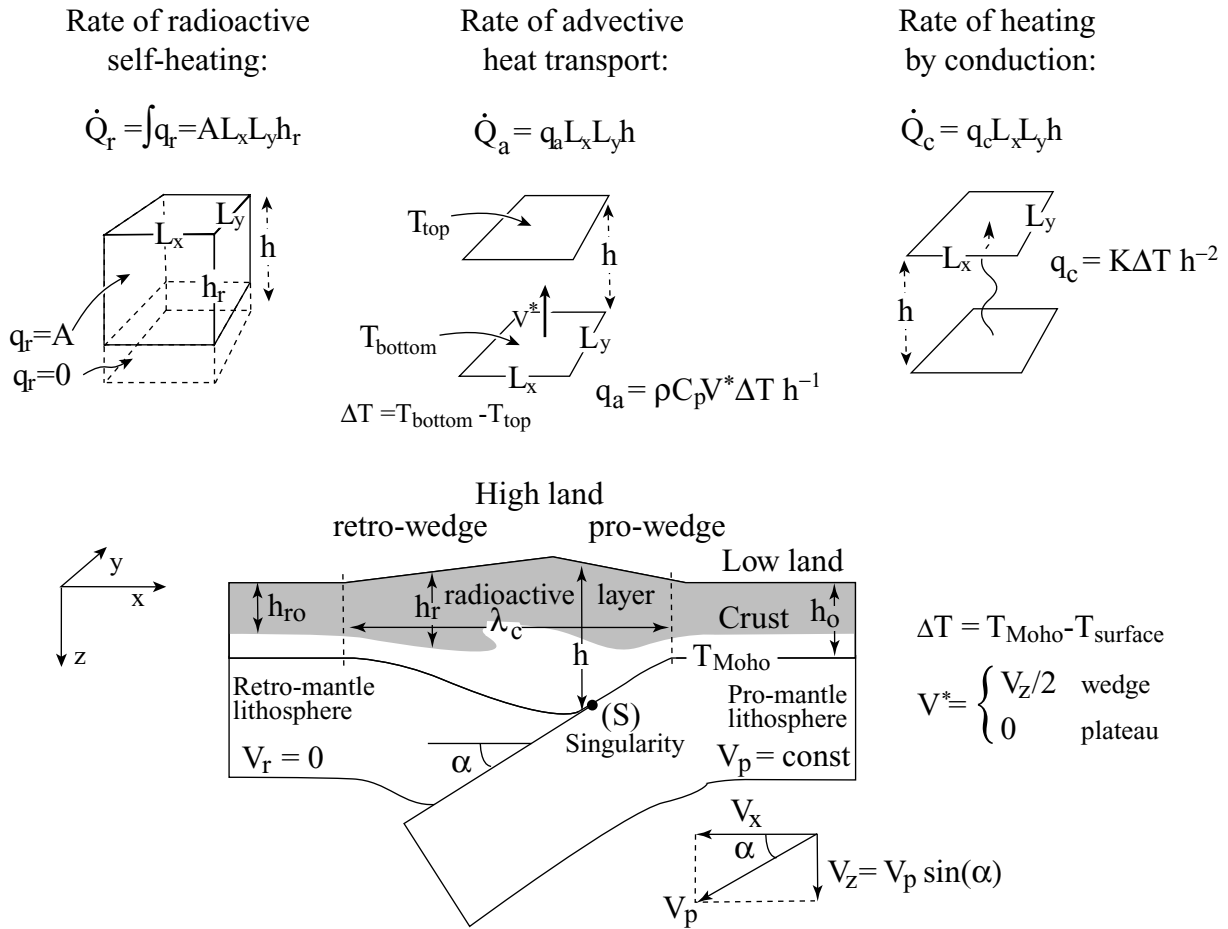 Rate of radioactive
self-heating:
Q̇r = ∫qr = ALxLyhr
Lx
Ly
h
hr
qr=A
qr=0
Rate of advective
heat transport:
Q̇a = qaLxLyh
Ttop
h
V*
Tbottom
Ly
Lx
qa = ρCpV*ΔT h⁻¹
ΔT =Tbottom -Ttop
Rate of heating
by conduction:
Q̇c = qcLxLyh
Ly
Lx
h
qc = KΔT h⁻²
High land
retro-wedge
pro-wedge
Low land
y
x
z
hro
hr
radioactive
layer
λc
h
Crust
ho
TMoho
Retro-mantle
lithosphere
Vr = 0
(S)
Singularity
α
Pro-mantle
lithosphere
Vp = const
ΔT = TMoho-Tsurface
V*= { Vz/2 wedge
0 plateau
Vx
α
Vp
Vz= Vp sin(α)